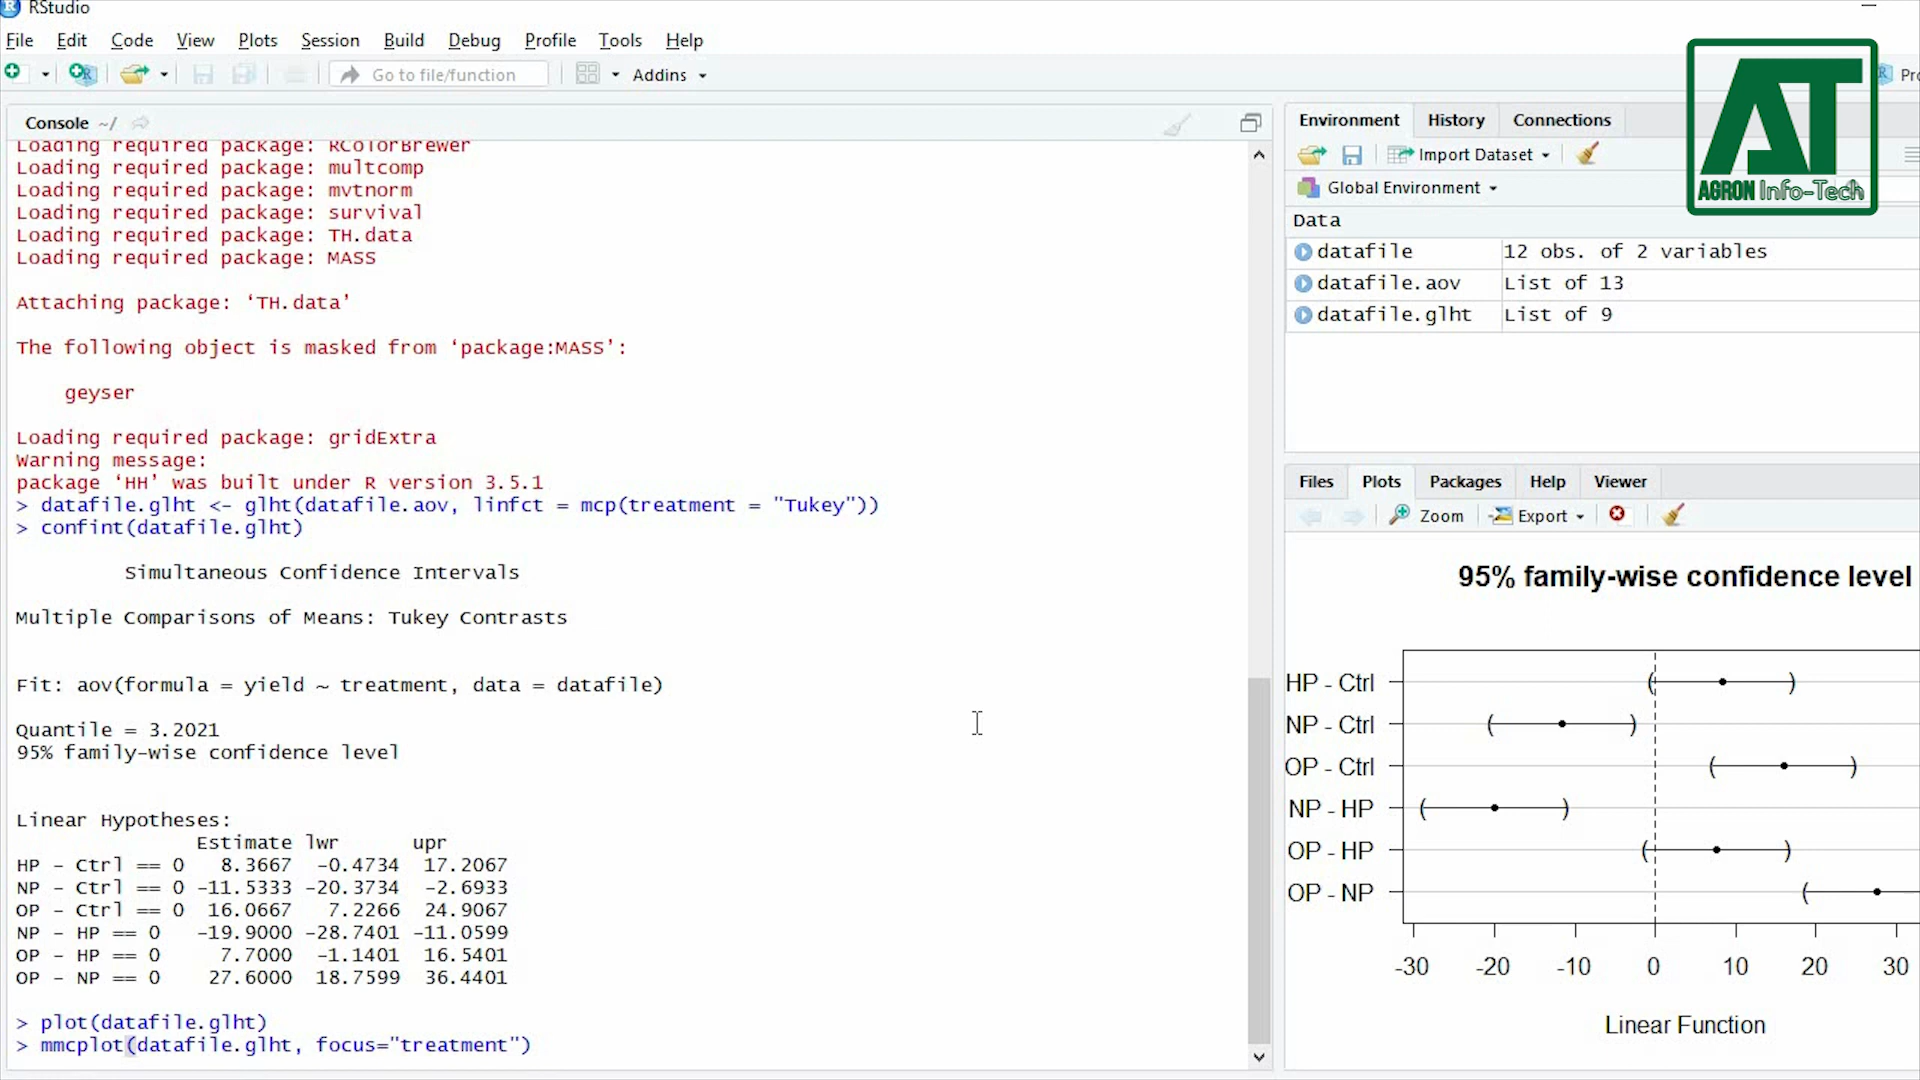 RStudio
File Edit Code View Plots Session Build Debug Profile Tools Help
Go to file/function Addins
Console ~/
Loading required package: RColorBrewer
Loading required package: multcomp
Loading required package: mvtnorm
Loading required package: survival
Loading required package: TH.data
Loading required package: MASS
Attaching package: ‘TH.data’
The following object is masked from ‘package:MASS’:
geyser
Loading required package: gridExtra
Warning message:
package ‘HH’ was built under R version 3.5.1
> datafile.glht <- glht(datafile.aov, linfct = mcp(treatment = "Tukey"))
> confint(datafile.glht)
Simultaneous Confidence Intervals
Multiple Comparisons of Means: Tukey Contrasts
Fit: aov(formula = yield ~ treatment, data = datafile)
Quantile = 3.2021
95% family-wise confidence level
Linear Hypotheses:
Estimate lwr upr
HP - Ctrl == 0 8.3667 -0.4734 17.2067
NP - Ctrl == 0 -11.5333 -20.3734 -2.6933
OP - Ctrl == 0 16.0667 7.2266 24.9067
NP - HP == 0 -19.9000 -28.7401 -11.0599
OP - HP == 0 7.7000 -1.1401 16.5401
OP - NP == 0 27.6000 18.7599 36.4401
> plot(datafile.glht)
> mmcplot(datafile.glht, focus="treatment")
Environment History Connections
Import Dataset
Global Environment
Data
datafile 12 obs. of 2 variables
datafile.aov List of 13
datafile.glht List of 9
AT
AGRON Info-Tech
Files Plots Packages Help Viewer
Zoom Export
95% family-wise confidence level
HP - Ctrl
NP - Ctrl
OP - Ctrl
NP - HP
OP - HP
OP - NP
-30 -20 -10 0 10 20 30
Linear Function